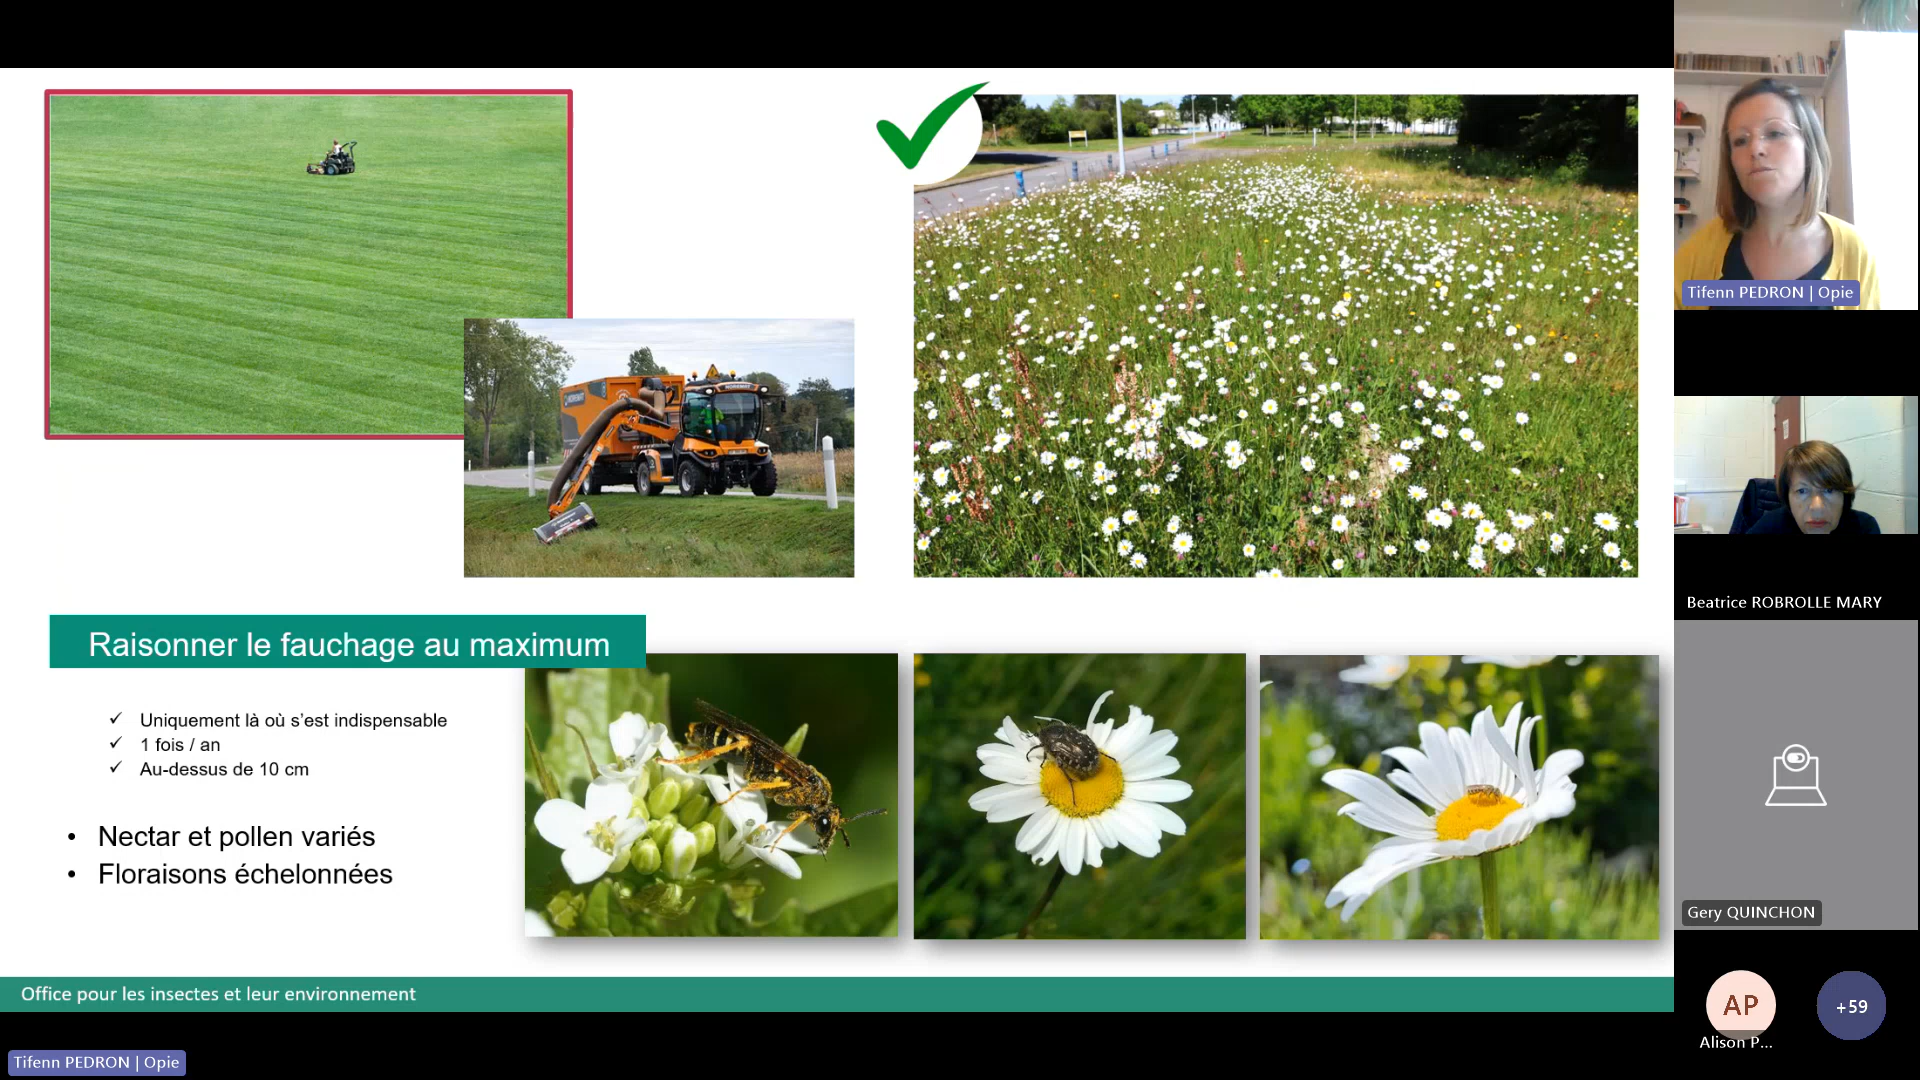 Raisonner le fauchage au maximum
✓ Uniquement là où s’est indispensable
✓ 1 fois / an
✓ Au-dessus de 10 cm
• Nectar et pollen variés
• Floraisons échelonnées
Office pour les insectes et leur environnement
Tifenn PEDRON | Opie
Tifenn PEDRON | Opie
Beatrice ROBROLLE MARY
Gery QUINCHON
AP
Alison P...
+59